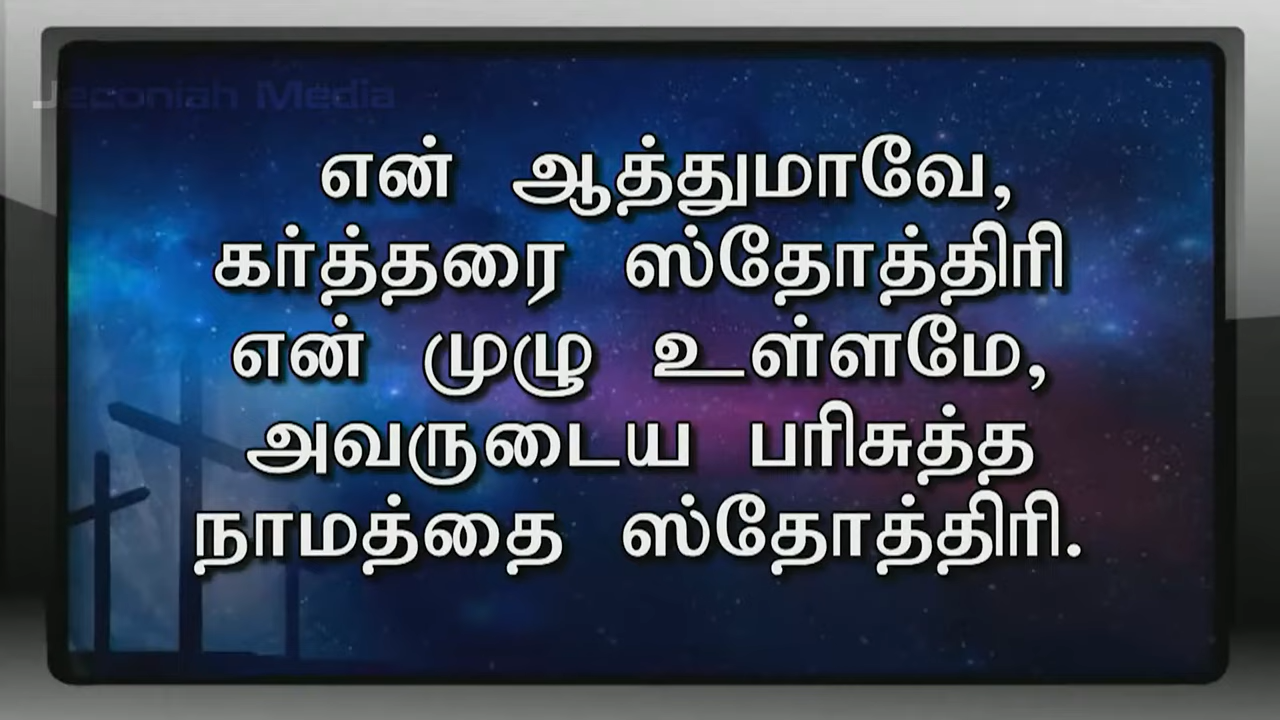 Jeconiah Media
என் ஆத்துமாவே,
கர்த்தரை ஸ்தோத்திரி
என் முழு உள்ளமே,
அவருடைய பரிசுத்த
நாமத்தை ஸ்தோத்திரி.